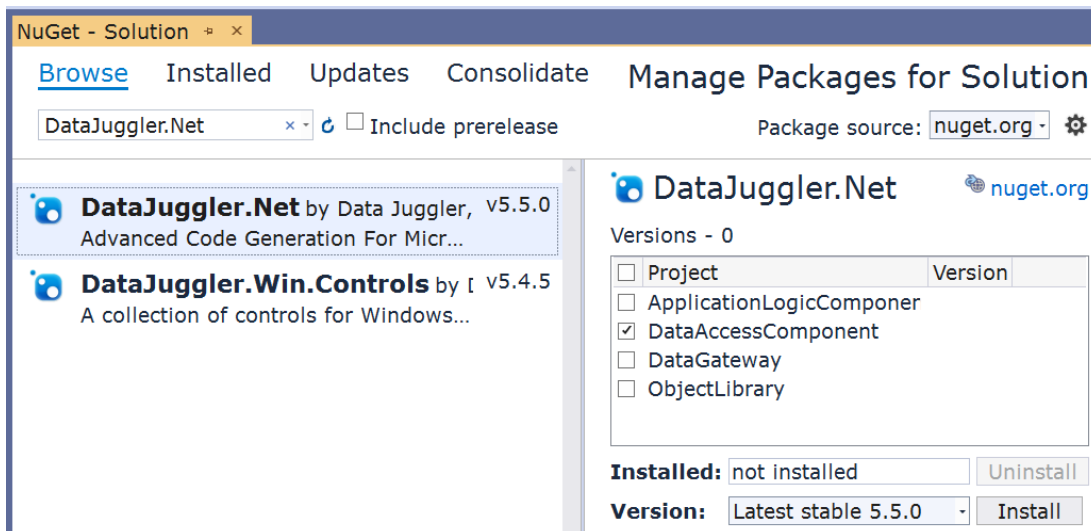 NuGet - Solution
Browse Installed Updates Consolidate
Manage Packages for Solution
DataJuggler.Net
Include prerelease
Package source: nuget.org
DataJuggler.Net by Data Juggler, v5.5.0
Advanced Code Generation For Micr...
DataJuggler.Win.Controls by D v5.4.5
A collection of controls for Windows...
DataJuggler.Net
nuget.org
Versions - 0
Project Version
ApplicationLogicComponer
DataAccessComponent
DataGateway
ObjectLibrary
Installed: not installed Uninstall
Version: Latest stable 5.5.0 Install